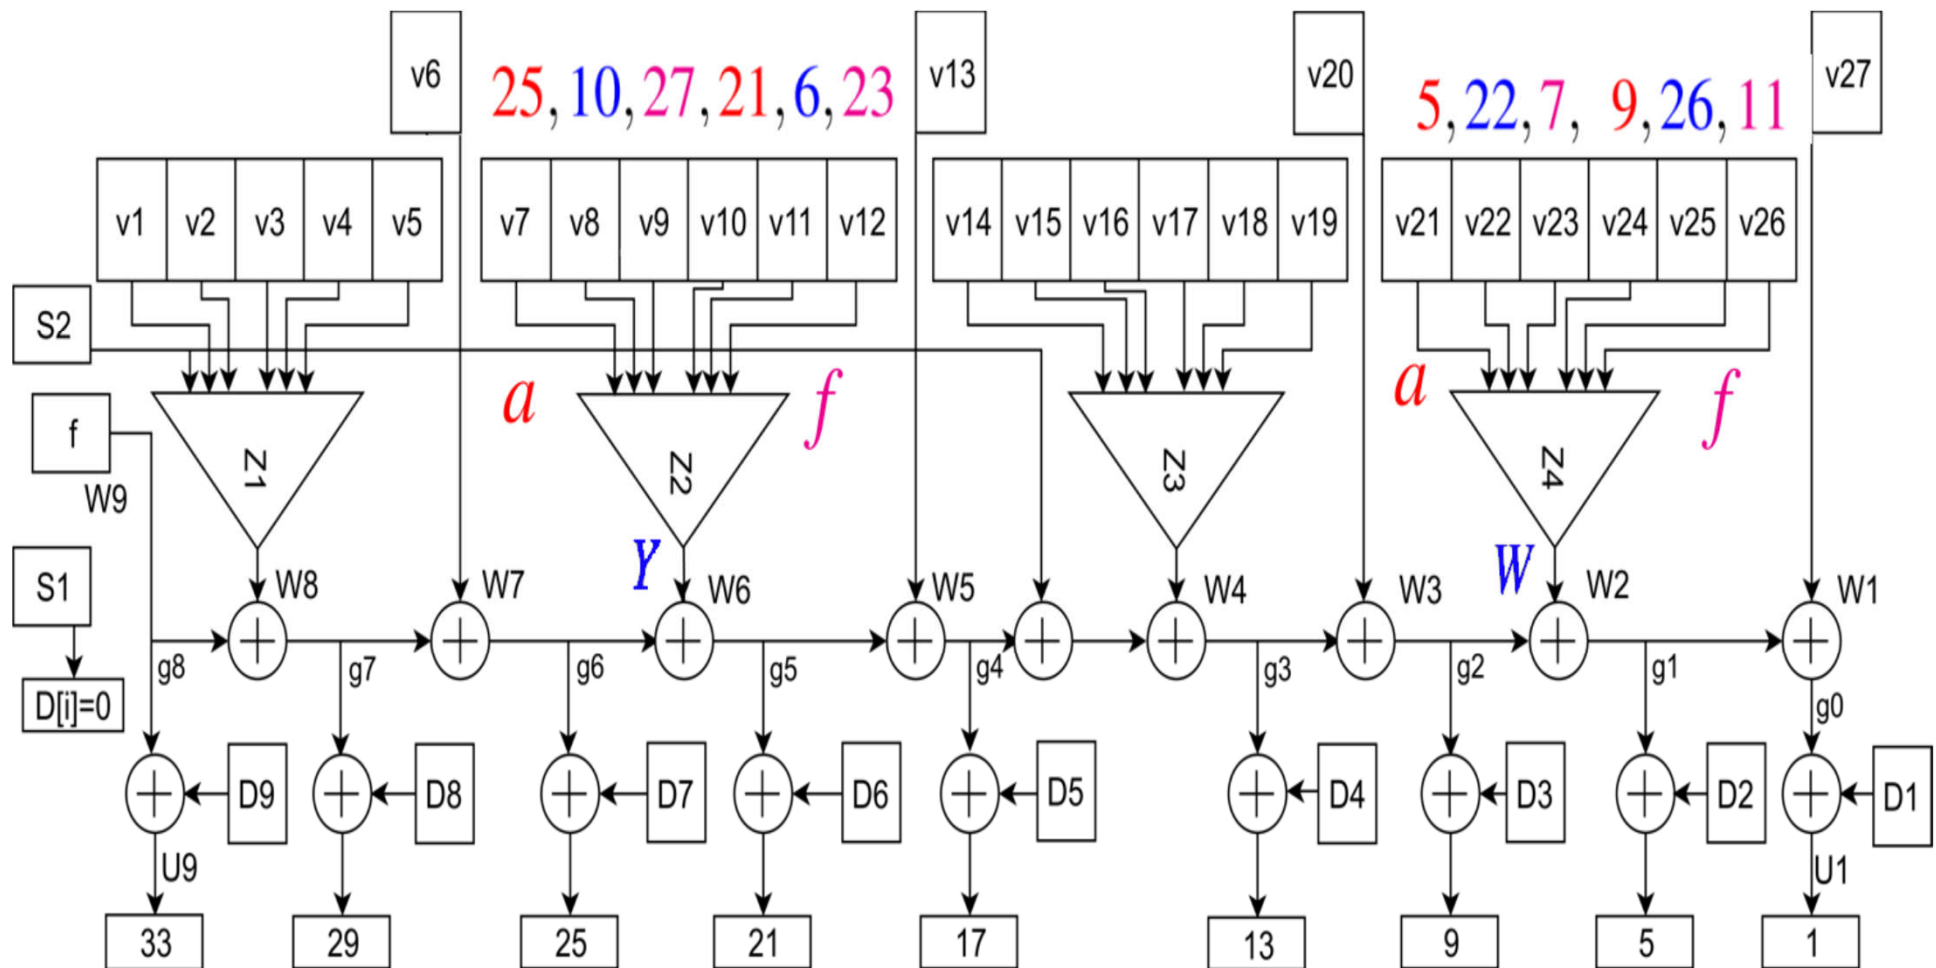 v6 25, 10, 27, 21, 6, 23 v13 v20 5, 22, 7, 9, 26, 11 v27
v1 v2 v3 v4 v5 v7 v8 v9 v10 v11 v12 v14 v15 v16 v17 v18 v19 v21 v22 v23 v24 v25 v26
S2
f a f a f
Z1 Z2 Z3 Z4
W9
S1 W8 W7 Y W6 W5 W4 W3 W W2 W1
g8 g7 g6 g5 g4 g3 g2 g1
D[i]=0 g0
D9 D8 D7 D6 D5 D4 D3 D2 D1
U9 U1
33 29 25 21 17 13 9 5 1